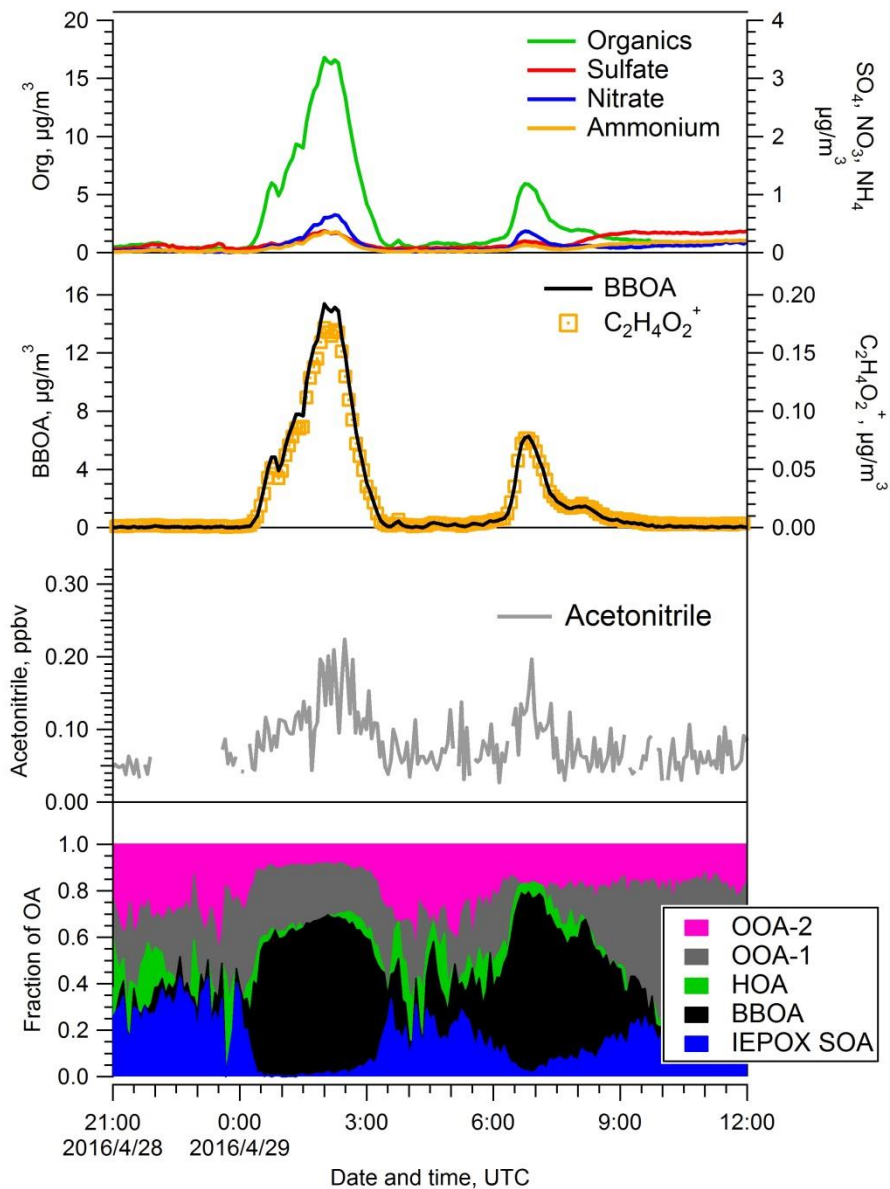 20
15
10
5
0
Org, µg/m³
Organics
Sulfate
Nitrate
Ammonium
4
3
2
1
0
SO₄, NO₃, NH₄
µg/m³
16
12
8
4
0
BBOA, µg/m³
BBOA
C₂H₄O₂⁺
0.20
0.15
0.10
0.05
0.00
C₂H₄O₂⁺, µg/m³
0.30
0.20
0.10
0.00
Acetonitrile, ppbv
Acetonitrile
1.0
0.8
0.6
0.4
0.2
0.0
Fraction of OA
OOA-2
OOA-1
HOA
BBOA
IEPOX SOA
21:00 0:00 3:00 6:00 9:00 12:00
2016/4/28 2016/4/29
Date and time, UTC